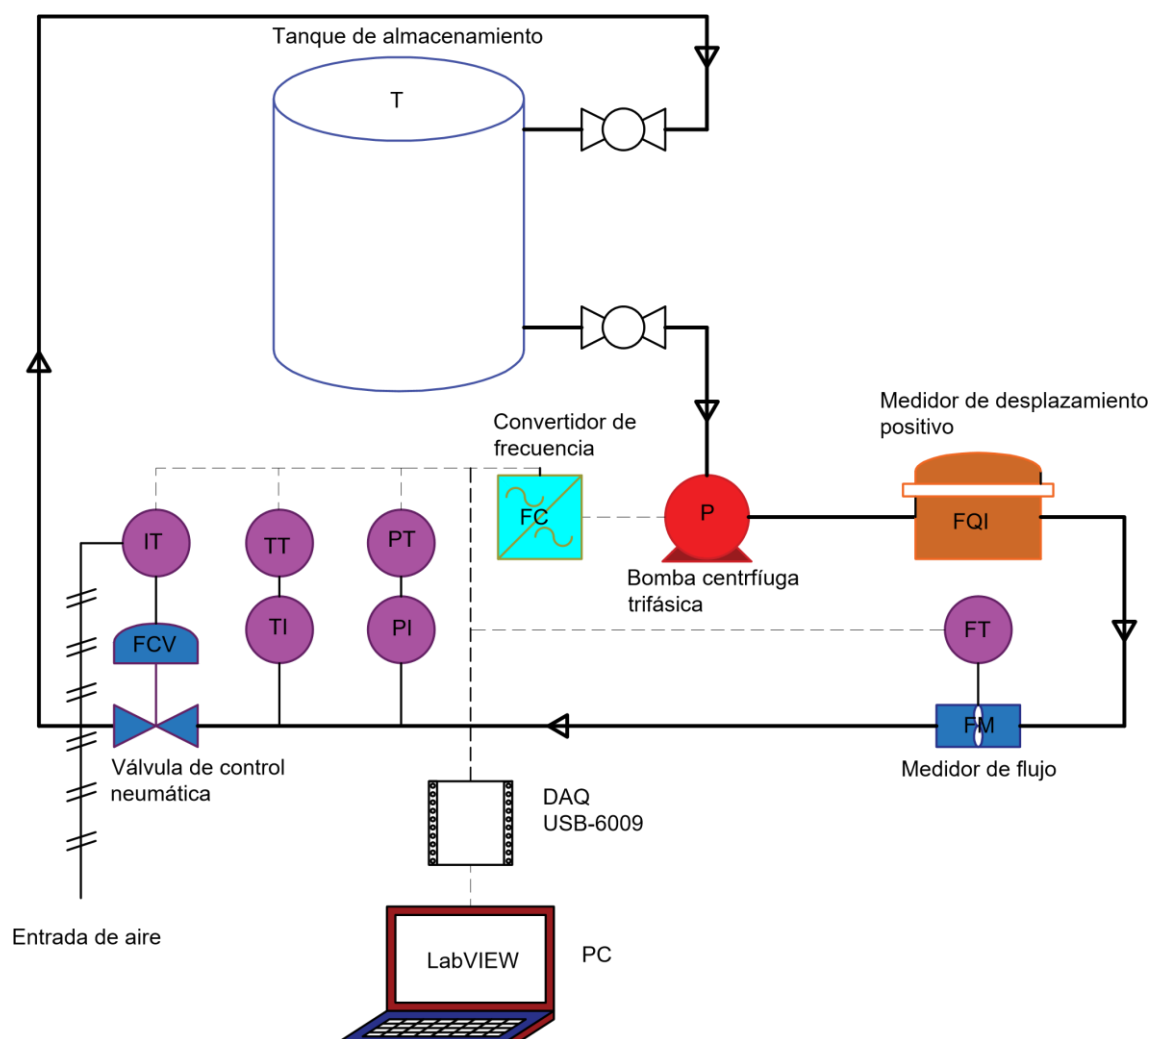 Tanque de almacenamiento
T
Convertidor de
frecuencia
Medidor de desplazamiento
positivo
FC
P
FQI
IT
TT
PT
Bomba centrfíuga
trifásica
FCV
TI
PI
FT
FM
Válvula de control
neumática
Medidor de flujo
DAQ
USB-6009
Entrada de aire
LabVIEW
PC